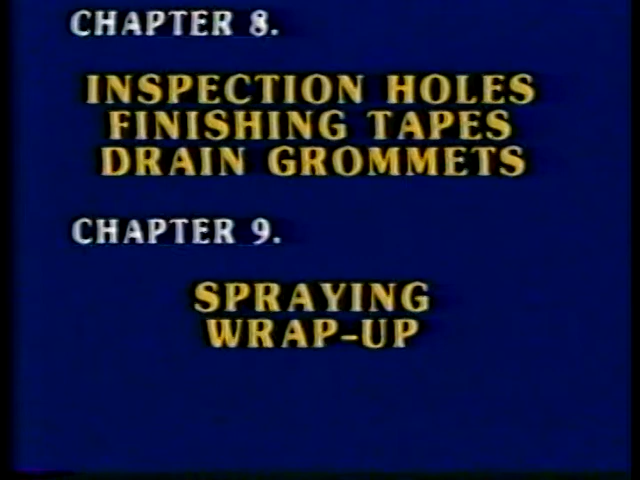 CHAPTER 8.
INSPECTION HOLES
FINISHING TAPES
DRAIN GROMMETS
CHAPTER 9.
SPRAYING
WRAP-UP